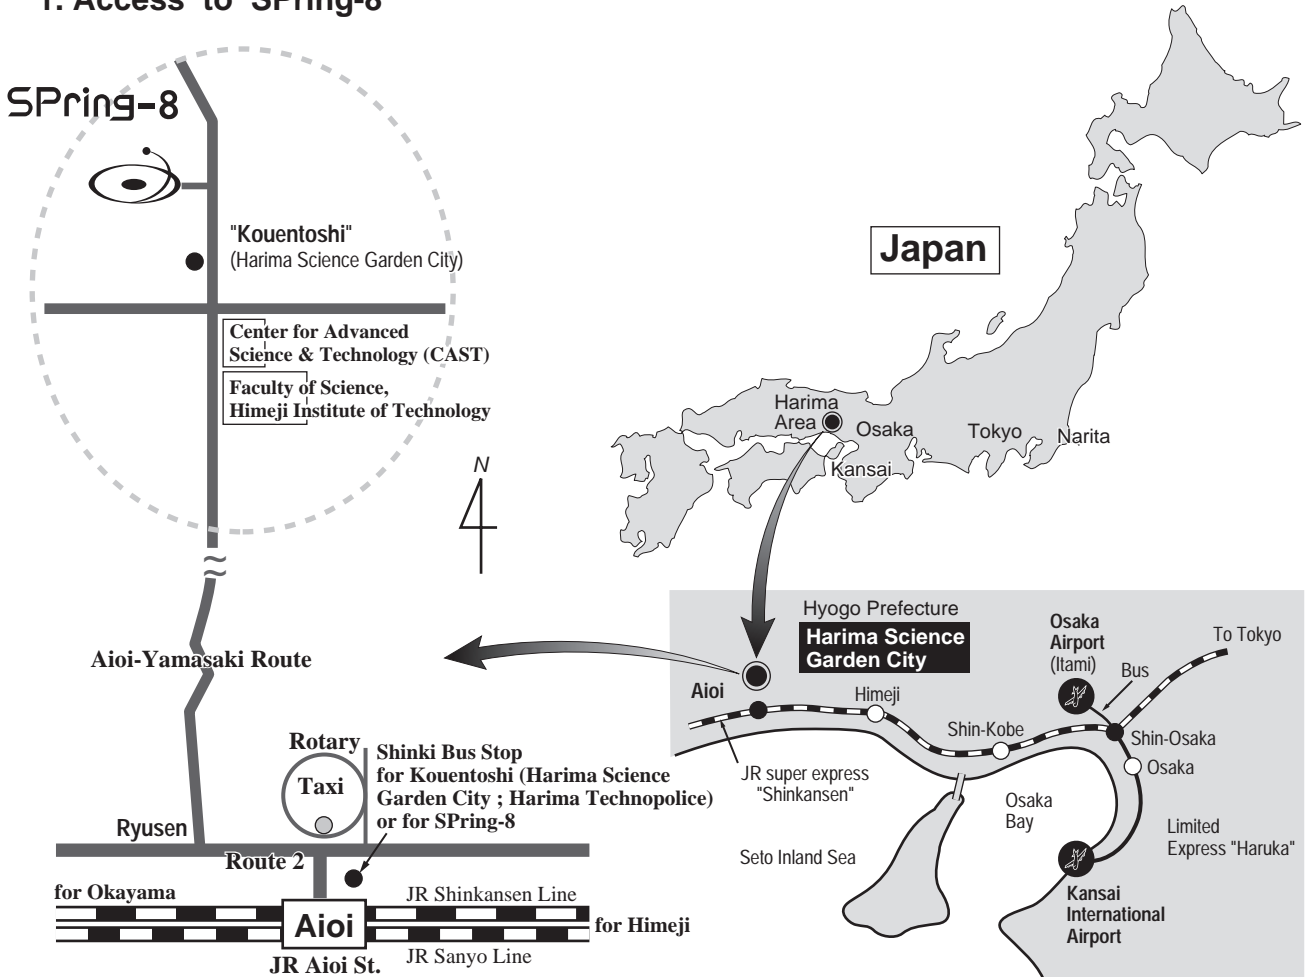 1. Access to SPring-8
SPring-8
"Kouentoshi"
(Harima Science Garden City)
Center for Advanced
Science & Technology (CAST)
Faculty of Science,
Himeji Institute of Technology
N
Aioi-Yamasaki Route
Rotary
Taxi
Shinki Bus Stop
for Kouentoshi (Harima Science
Garden City ; Harima Technopolice)
or for SPring-8
Ryusen
Route 2
for Okayama
JR Shinkansen Line
Aioi
for Himeji
JR Sanyo Line
JR Aioi St.
Japan
Harima
Area
Osaka
Tokyo
Narita
Kansai
Hyogo Prefecture
Harima Science
Garden City
Osaka
Airport
(Itami)
To Tokyo
Bus
Aioi
Himeji
Shin-Kobe
Shin-Osaka
Osaka
JR super express
"Shinkansen"
Osaka
Bay
Limited
Express "Haruka"
Seto Inland Sea
Kansai
International
Airport